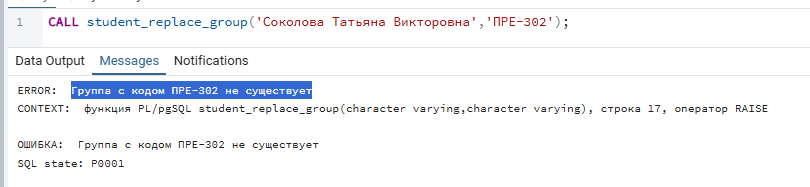 1 CALL student_replace_group('Соколова Татьяна Викторовна','ПРЕ-302');
Data Output Messages Notifications
ERROR: Группа с кодом ПРЕ-302 не существует
CONTEXT: функция PL/pgSQL student_replace_group(character varying,character varying), строка 17, оператор RAISE
ОШИБКА: Группа с кодом ПРЕ-302 не существует
SQL state: P0001